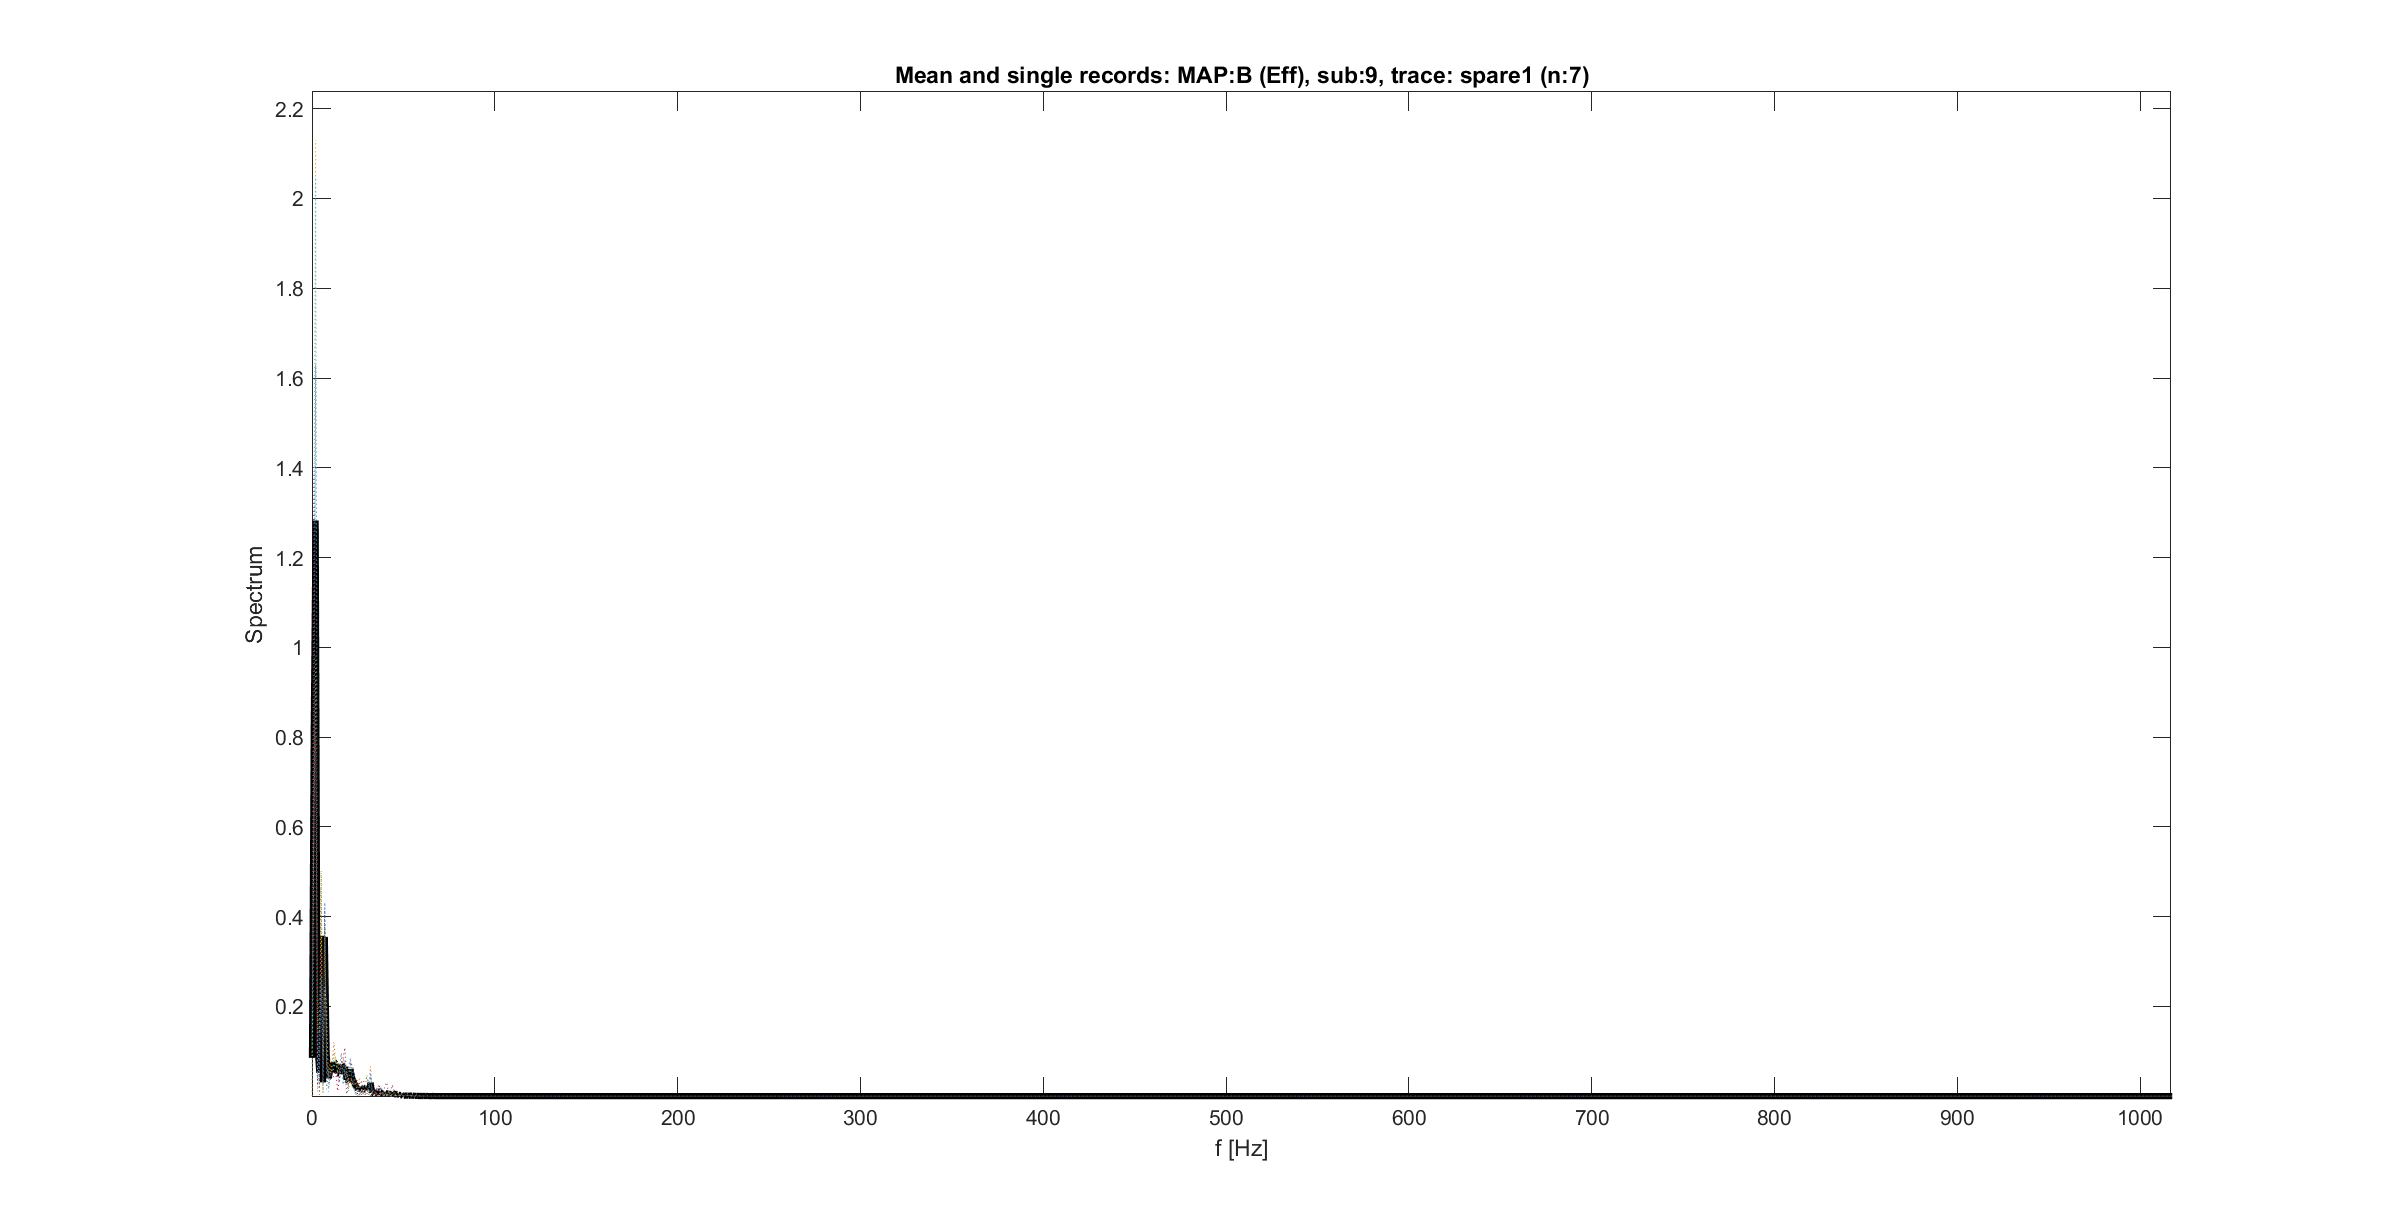 Mean and single records: MAP:B (Eff), sub:9, trace: spare1 (n:7)
2.2
2
1.8
1.6
1.4
1.2
1
0.8
0.6
0.4
0.2
Spectrum
0 100 200 300 400 500 600 700 800 900 1000
f [Hz]